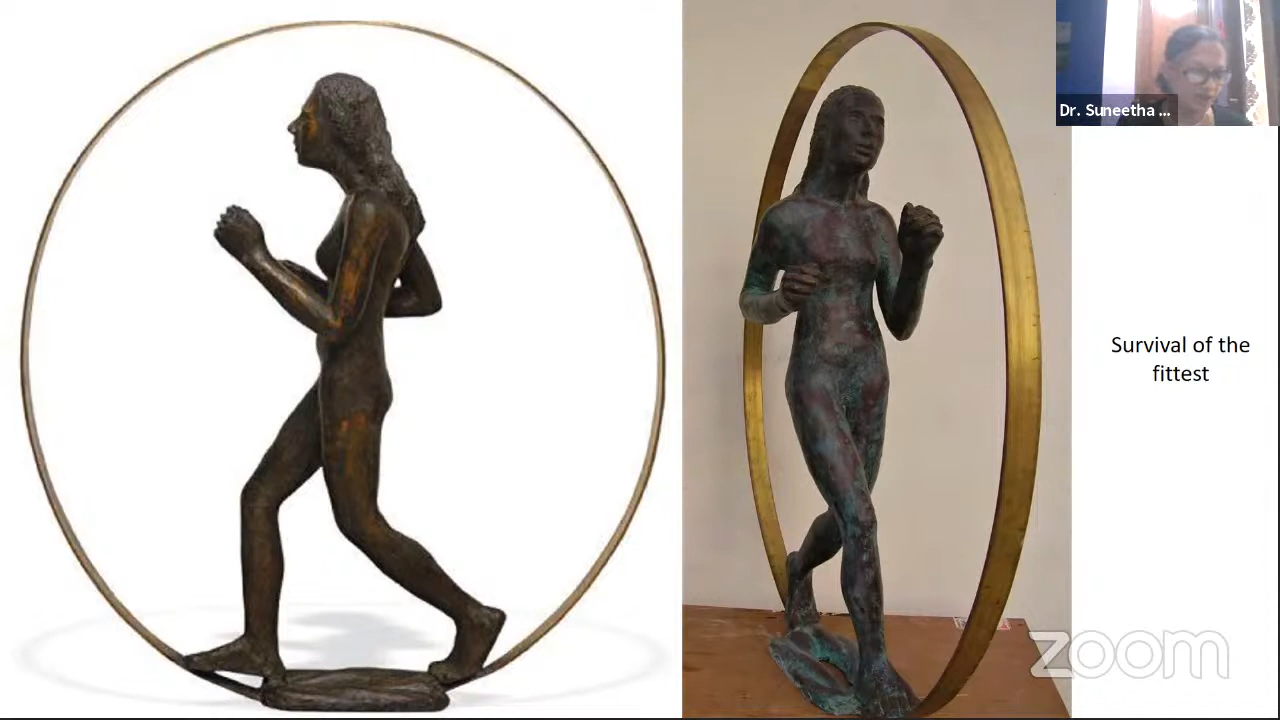 Dr. Suneetha ...
Survival of the
fittest
zoom